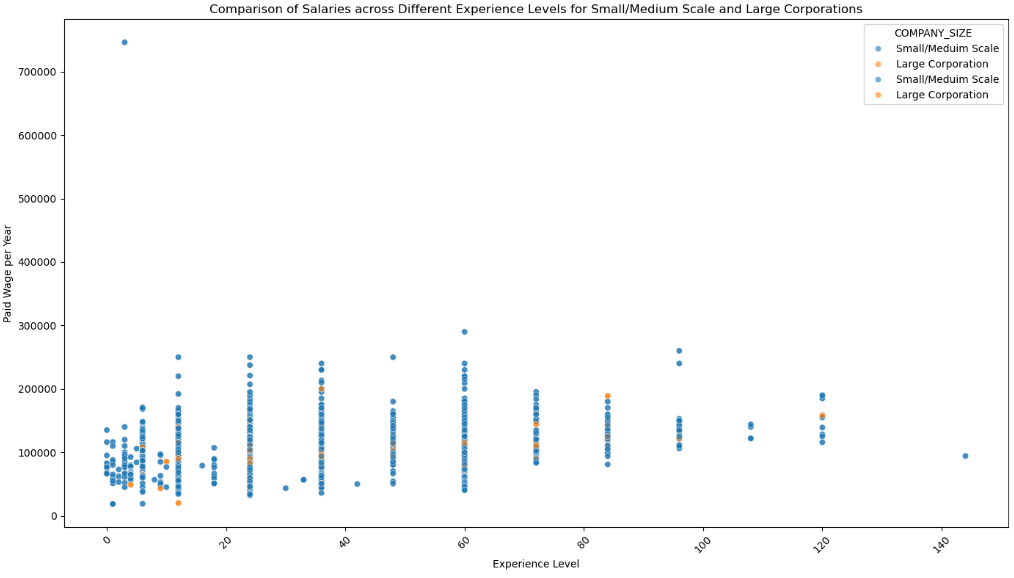 Comparison of Salaries across Different Experience Levels for Small/Medium Scale and Large Corporations
COMPANY_SIZE
Small/Meduim Scale
Large Corporation
Small/Meduim Scale
Large Corporation
Paid Wage per Year
700000
600000
500000
400000
300000
200000
100000
0
0
20
40
60
80
100
120
140
Experience Level